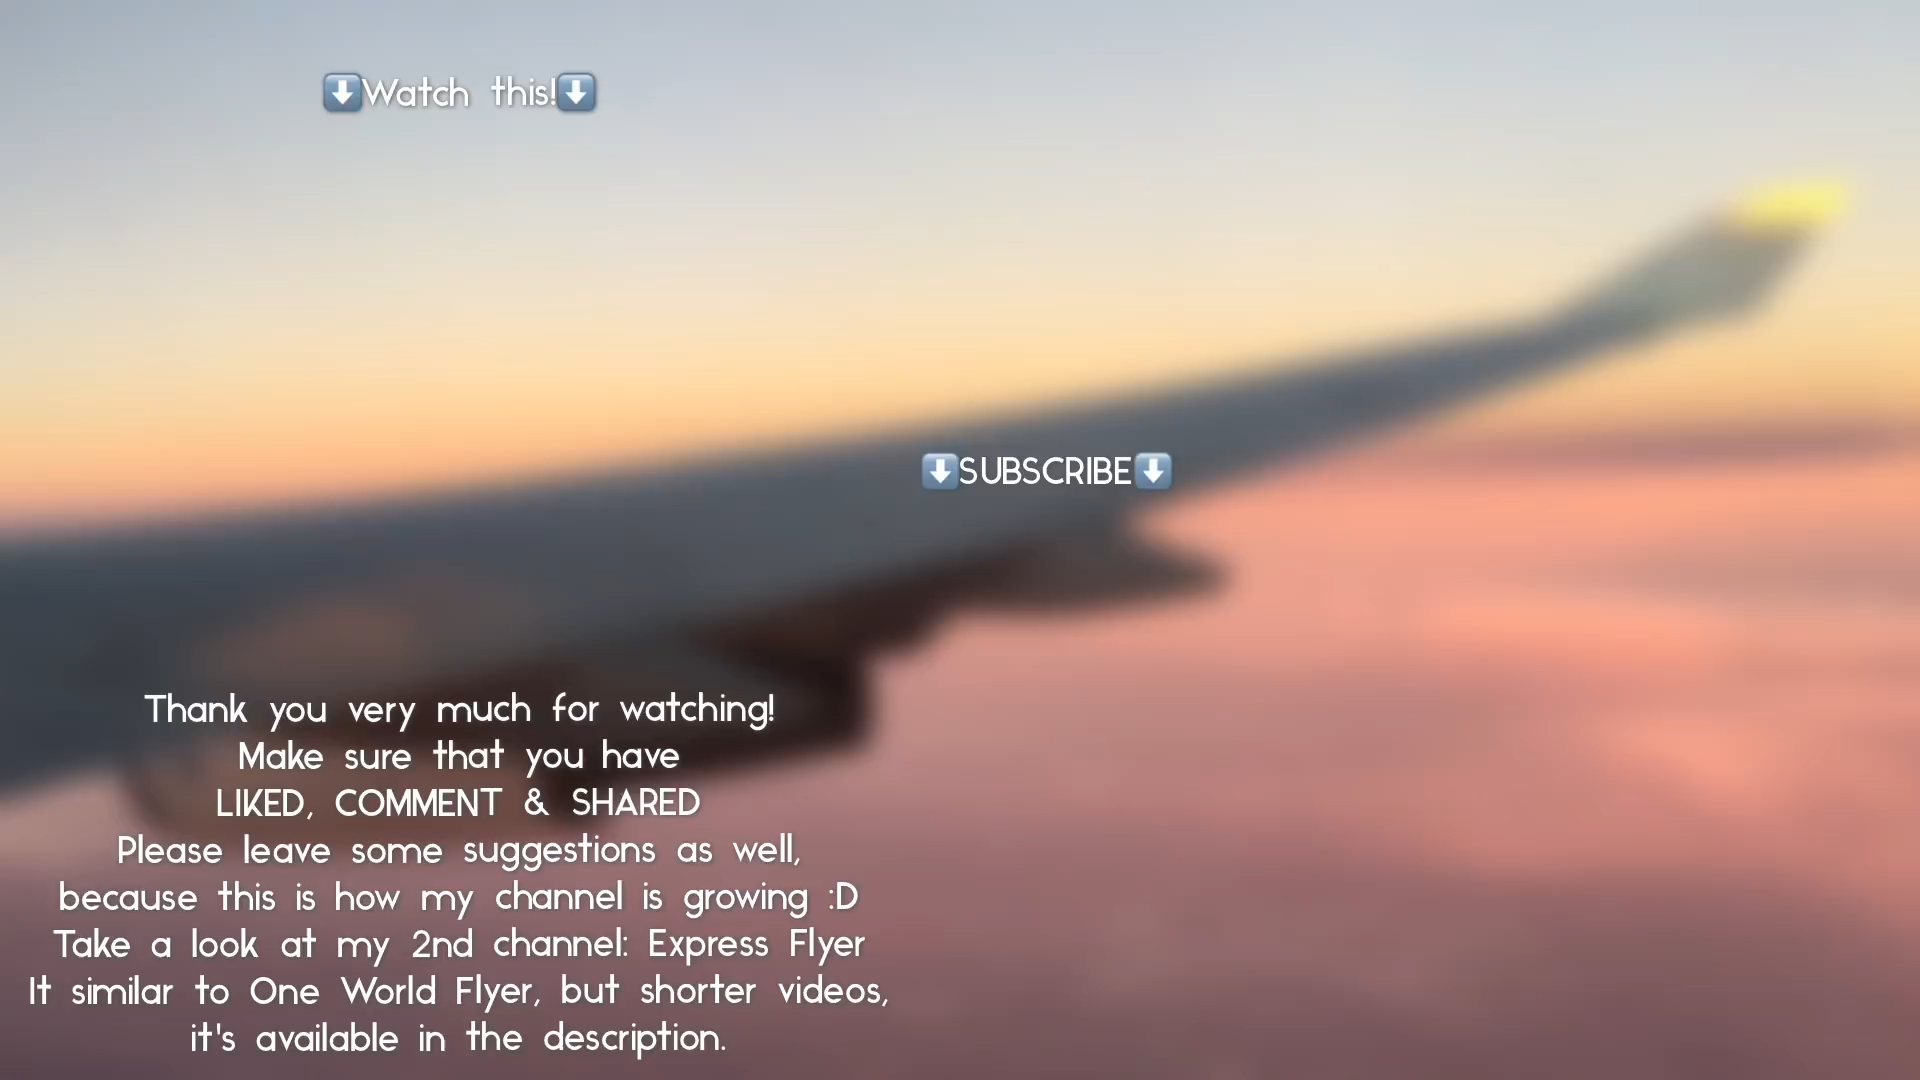 ⬇️Watch this!⬇️
⬇️SUBSCRIBE⬇️
Thank you very much for watching!
Make sure that you have
LIKED, COMMENT & SHARED
Please leave some suggestions as well,
because this is how my channel is growing :D
Take a look at my 2nd channel: Express Flyer
It similar to One World Flyer, but shorter videos,
it's available in the description.